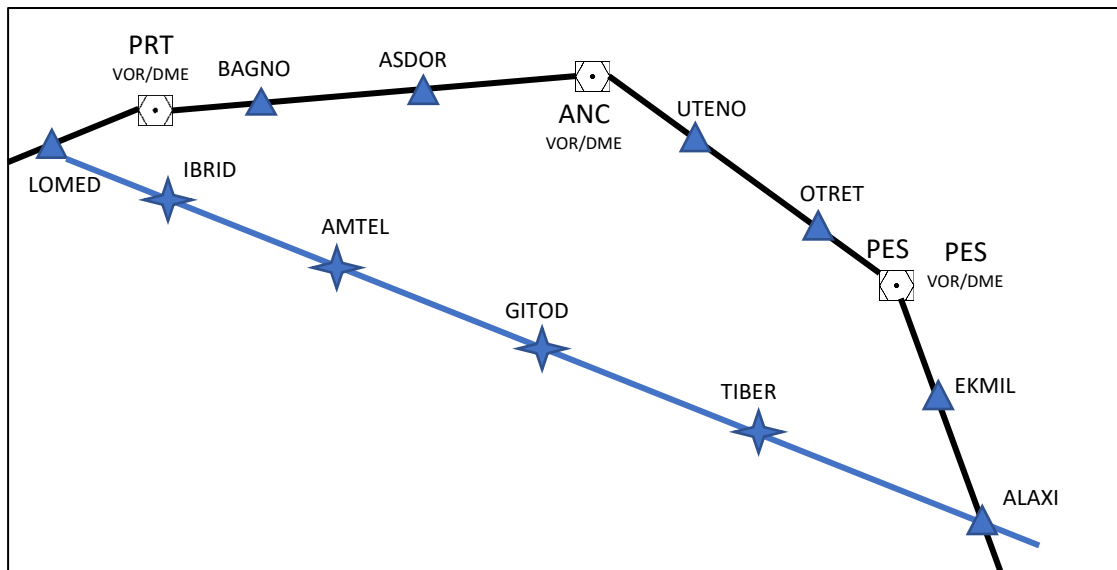 PRT
VOR/DME
BAGNO
ASDOR
ANC
VOR/DME
UTENO
LOMED
IBRID
OTRET
AMTEL
PES
PES
VOR/DME
GITOD
TIBER
EKMIL
ALAXI